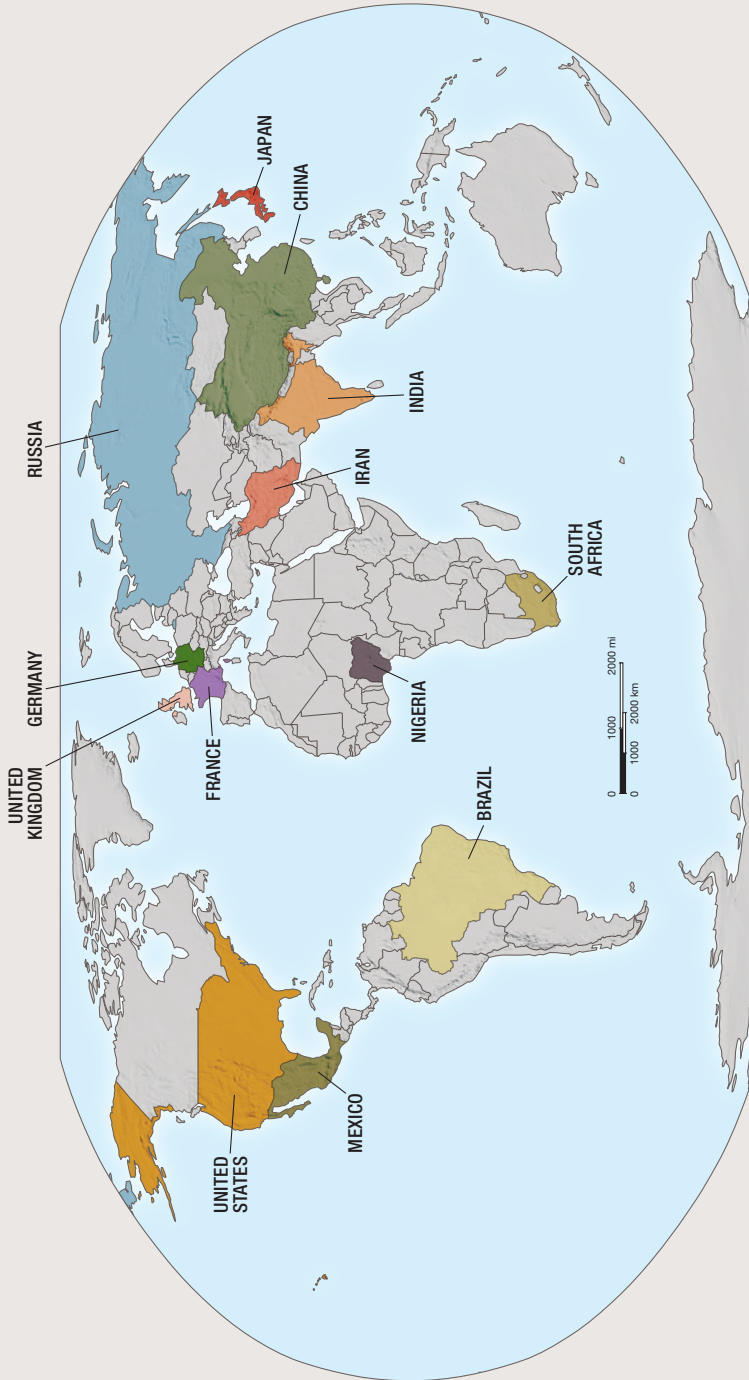 UNITED
KINGDOM
GERMANY
RUSSIA
FRANCE
UNITED
STATES
MEXICO
BRAZIL
NIGERIA
SOUTH
AFRICA
IRAN
INDIA
CHINA
JAPAN
0 1000 2000 mi
0 1000 2000 km